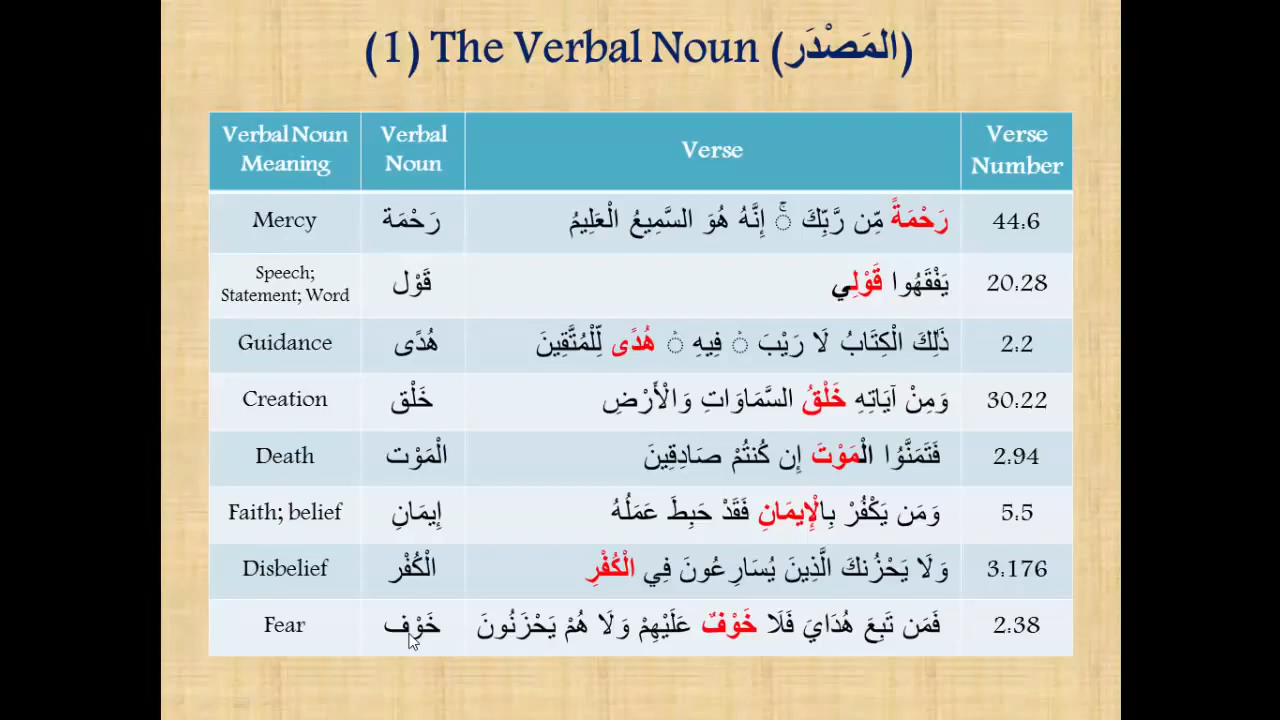 (1) The Verbal Noun (المَصْدَر)
Verbal Noun Meaning | Verbal Noun | Verse | Verse Number
Mercy | رَحْمَة | رَحْمَةً مِّن رَّبِّكَ ۚ إِنَّهُ هُوَ السَّمِيعُ الْعَلِيمُ | 44:6
Speech; Statement; Word | قَوْل | يَفْقَهُوا قَوْلِي | 20:28
Guidance | هُدًى | ذَٰلِكَ الْكِتَابُ لَا رَيْبَ ۛ فِيهِ ۛ هُدًى لِّلْمُتَّقِينَ | 2:2
Creation | خَلْق | وَمِنْ آيَاتِهِ خَلْقُ السَّمَاوَاتِ وَالْأَرْضِ | 30:22
Death | الْمَوْت | فَتَمَنَّوُا الْمَوْتَ إِن كُنتُمْ صَادِقِينَ | 2:94
Faith; belief | إِيمَانِ | وَمَن يَكْفُرْ بِالْإِيمَانِ فَقَدْ حَبِطَ عَمَلُهُ | 5:5
Disbelief | الْكُفْر | وَلَا يَحْزُنكَ الَّذِينَ يُسَارِعُونَ فِي الْكُفْرِ | 3:176
Fear | خَوْف | فَمَن تَبِعَ هُدَايَ فَلَا خَوْفٌ عَلَيْهِمْ وَلَا هُمْ يَحْزَنُونَ | 2:38